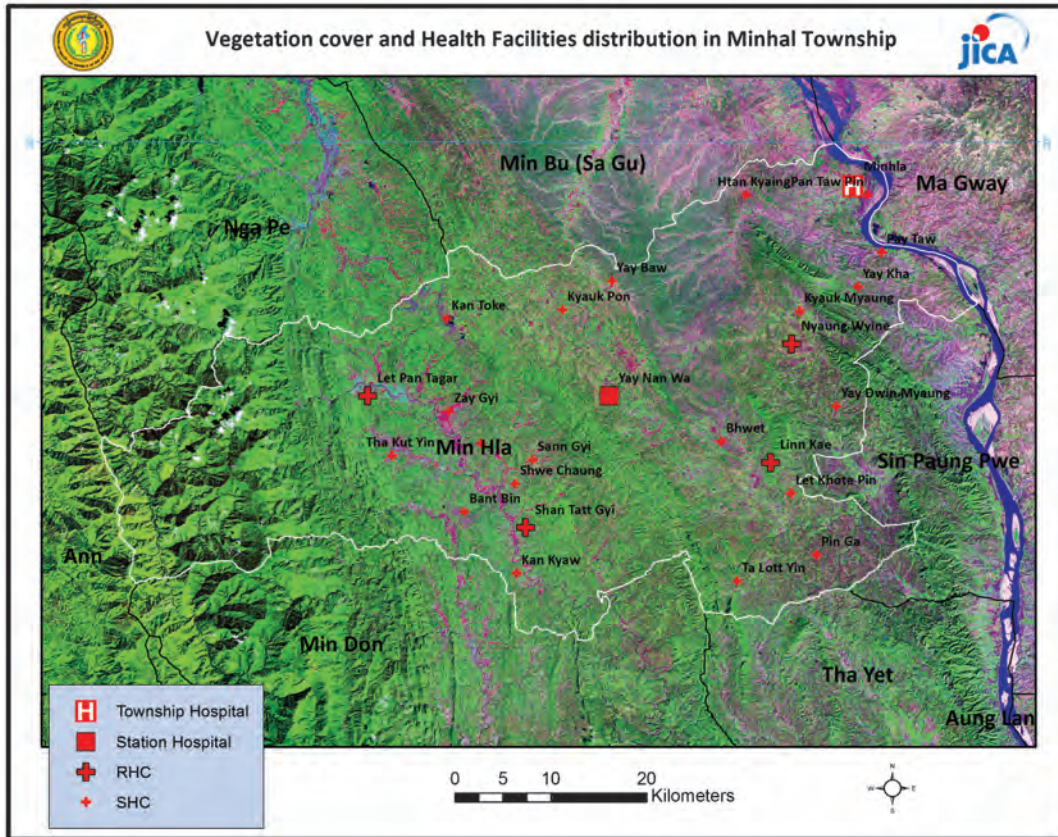 Vegetation cover and Health Facilities distribution in Minhal Township
jICA
Min Bu (Sa Gu)
Minhla
Htan Kyaing
Pan Taw Pin
Ma Gway
Nga Pe
Pay Taw
Yay Baw
Yay Kha
Kyauk Pon
Kan Toke
Kyauk Myaung
Nyaung Wyine
Let Pan Tagar
Yay Nan Wa
Zay Gyi
Yay Dwin Myaung
Bhwet
Tha Kut Yin
Min Hla
Sann Gyi
Linn Kae
Sin Paung Pwe
Shwe Chaung
Let Khote Pin
Bant Bin
Shan Tatt Gyi
Ann
Pin Ga
Kan Kyaw
Ta Lott Yin
Min Don
Tha Yet
Aung Lan
H Township Hospital
Station Hospital
RHC
SHC
0 5 10 20
Kilometers
N
W E
S